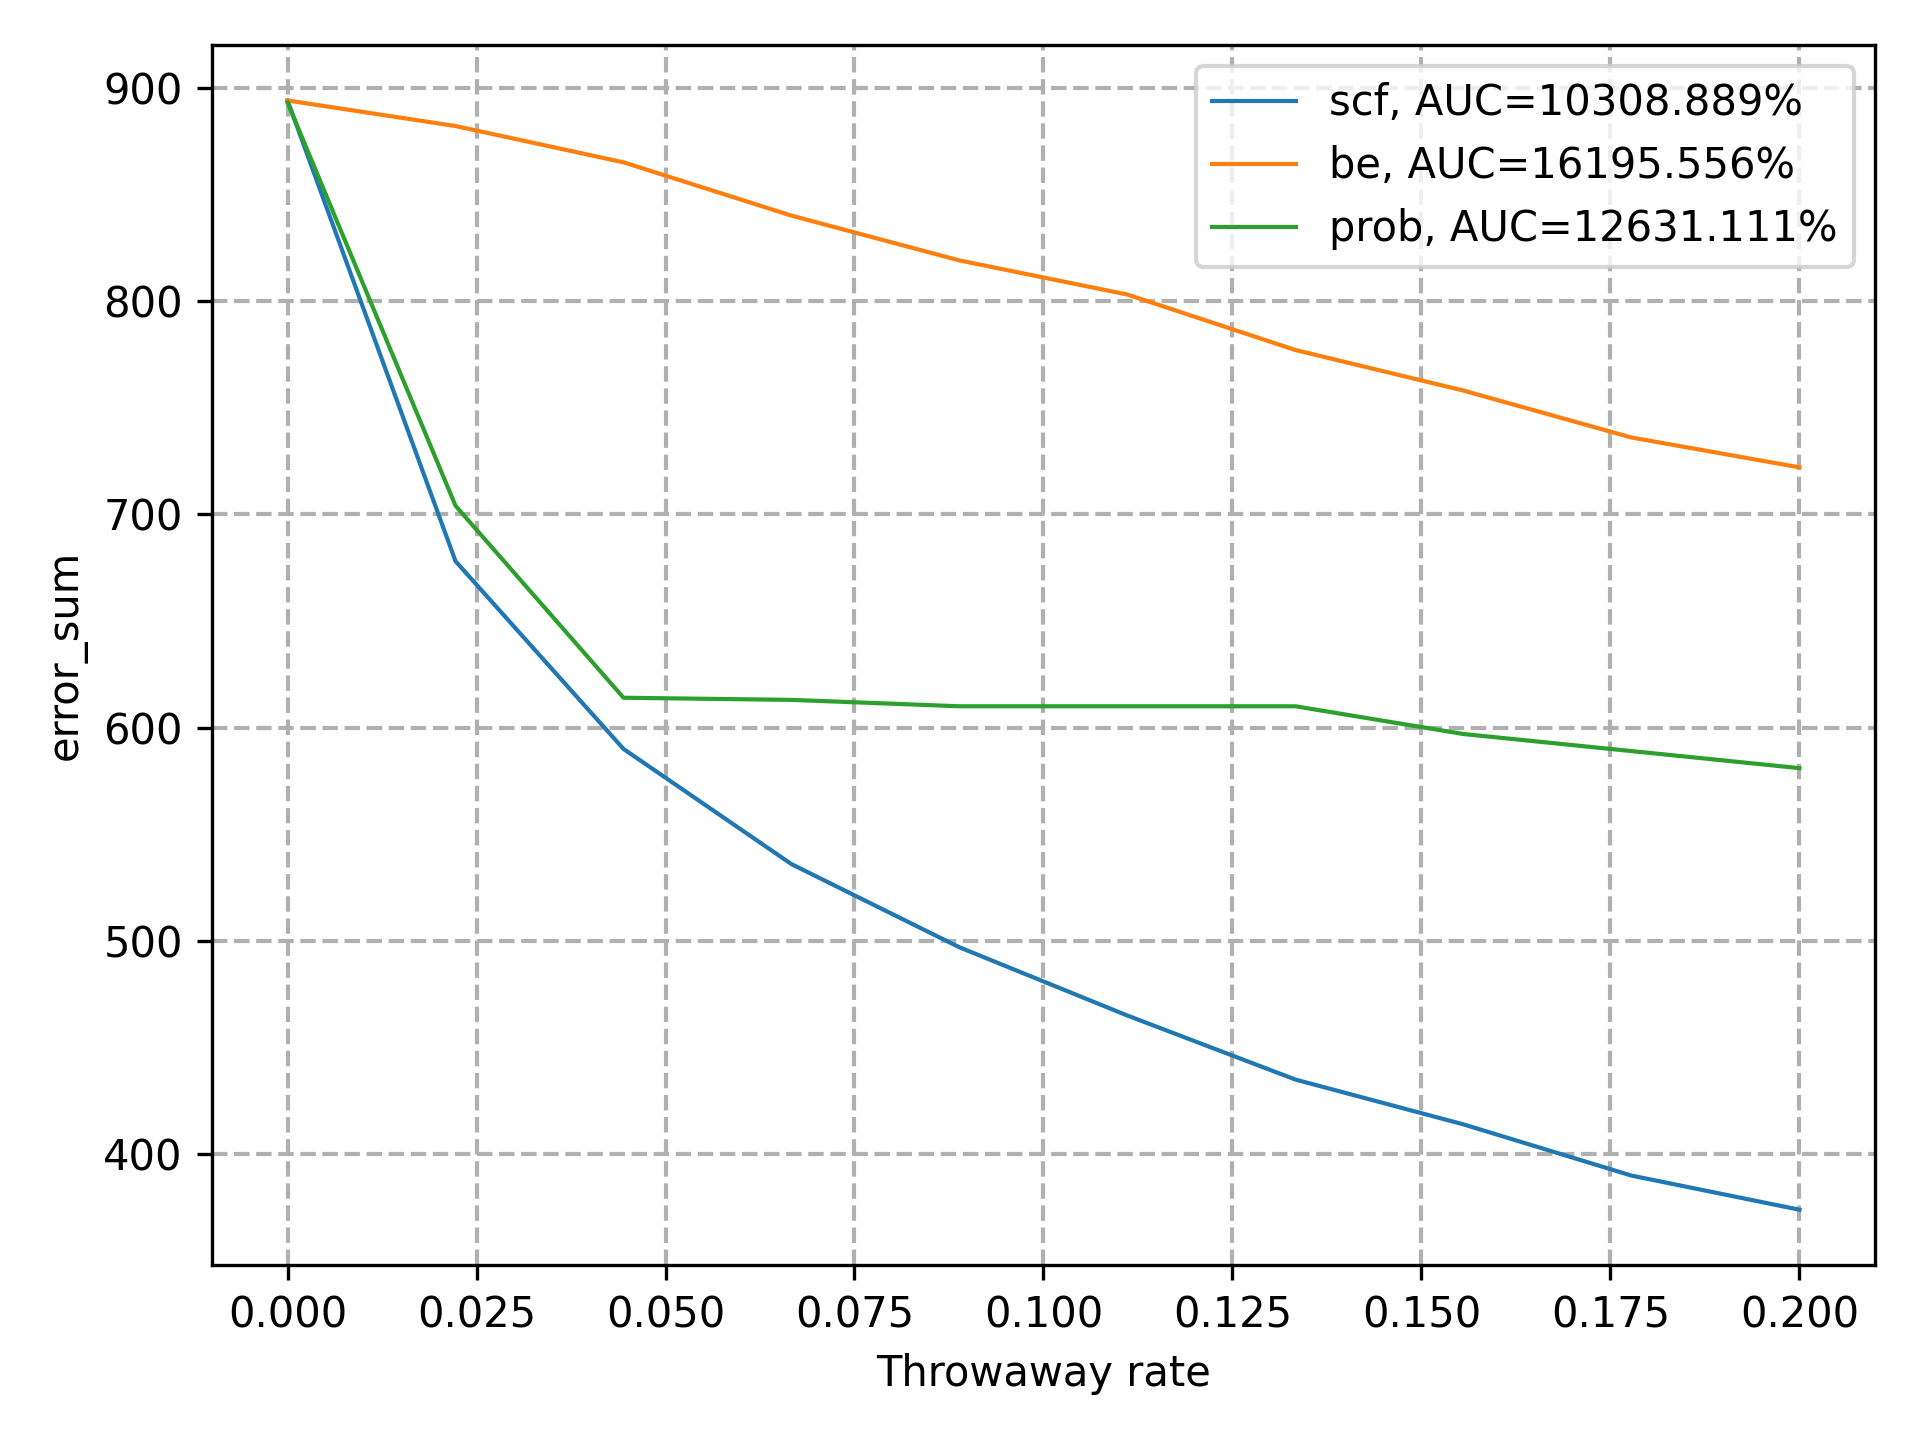 900
800
700
600
500
400
error_sum
0.000 0.025 0.050 0.075 0.100 0.125 0.150 0.175 0.200
Throwaway rate
scf, AUC=10308.889%
be, AUC=16195.556%
prob, AUC=12631.111%